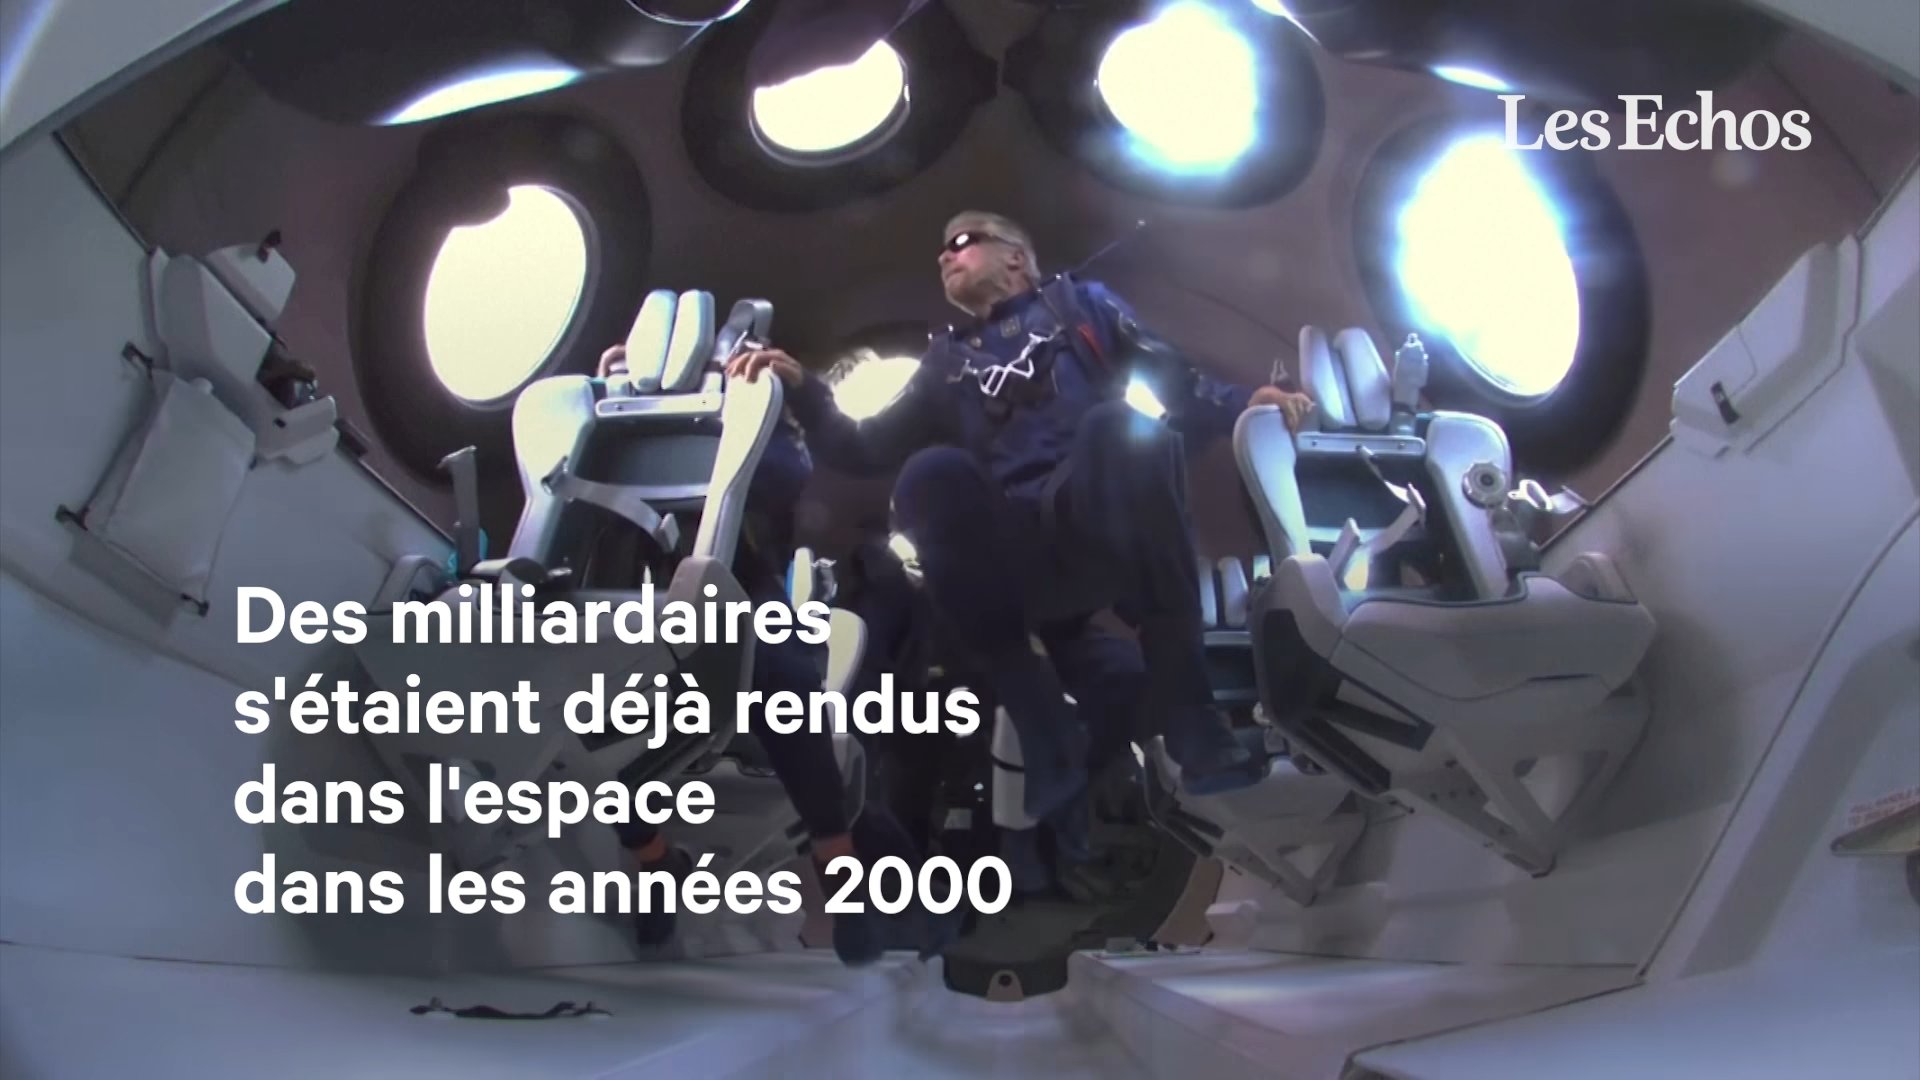 Les Echos
Des milliardaires
s'étaient déjà rendus
dans l'espace
dans les années 2000